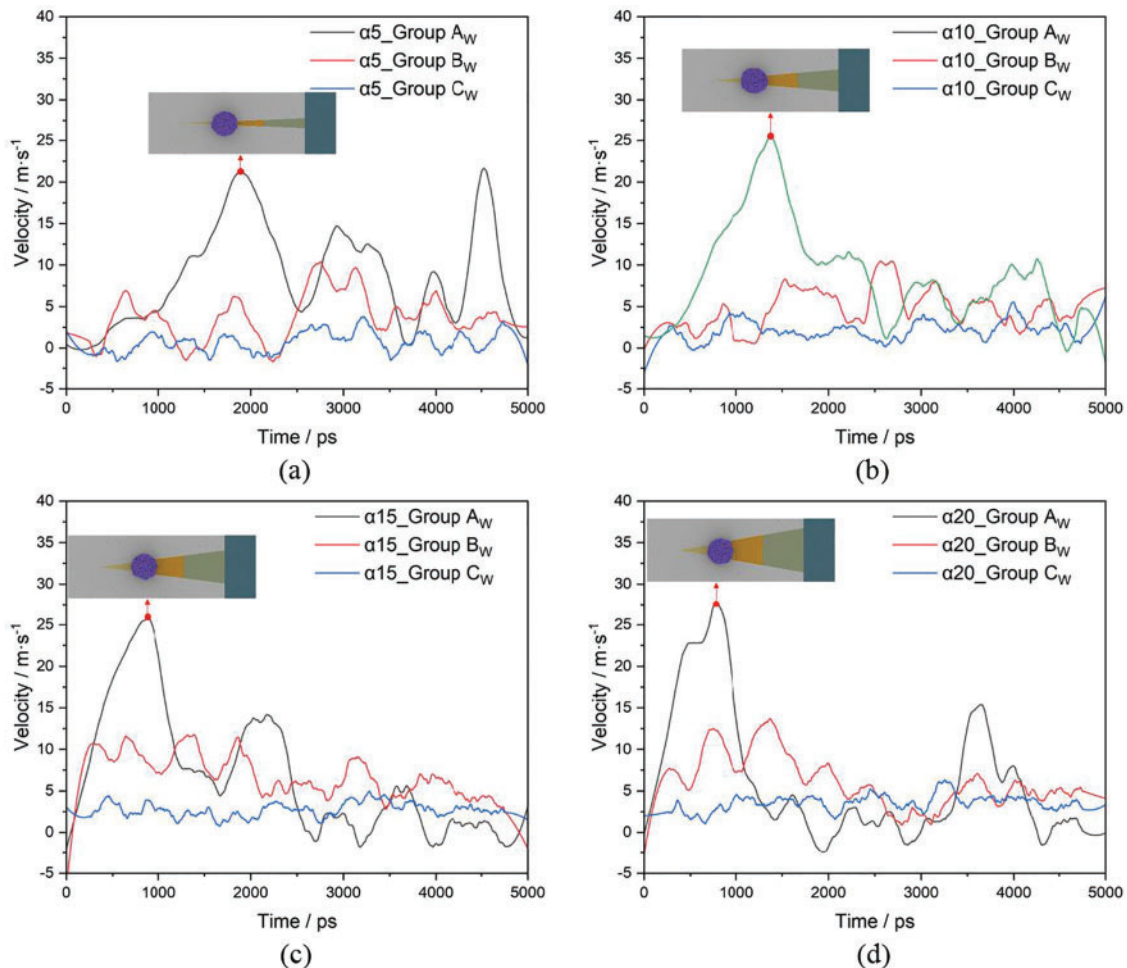 40
35
30
25
20
15
10
5
0
-5
Velocity / m·s⁻¹
α5_Group A_W
α5_Group B_W
α5_Group C_W
0 1000 2000 3000 4000 5000
Time / ps
(a)
40
35
30
25
20
15
10
5
0
-5
Velocity / m·s⁻¹
α10_Group A_W
α10_Group B_W
α10_Group C_W
0 1000 2000 3000 4000 5000
Time / ps
(b)
40
35
30
25
20
15
10
5
0
-5
Velocity / m·s⁻¹
α15_Group A_W
α15_Group B_W
α15_Group C_W
0 1000 2000 3000 4000 5000
Time / ps
(c)
40
35
30
25
20
15
10
5
0
-5
Velocity / m·s⁻¹
α20_Group A_W
α20_Group B_W
α20_Group C_W
0 1000 2000 3000 4000 5000
Time / ps
(d)